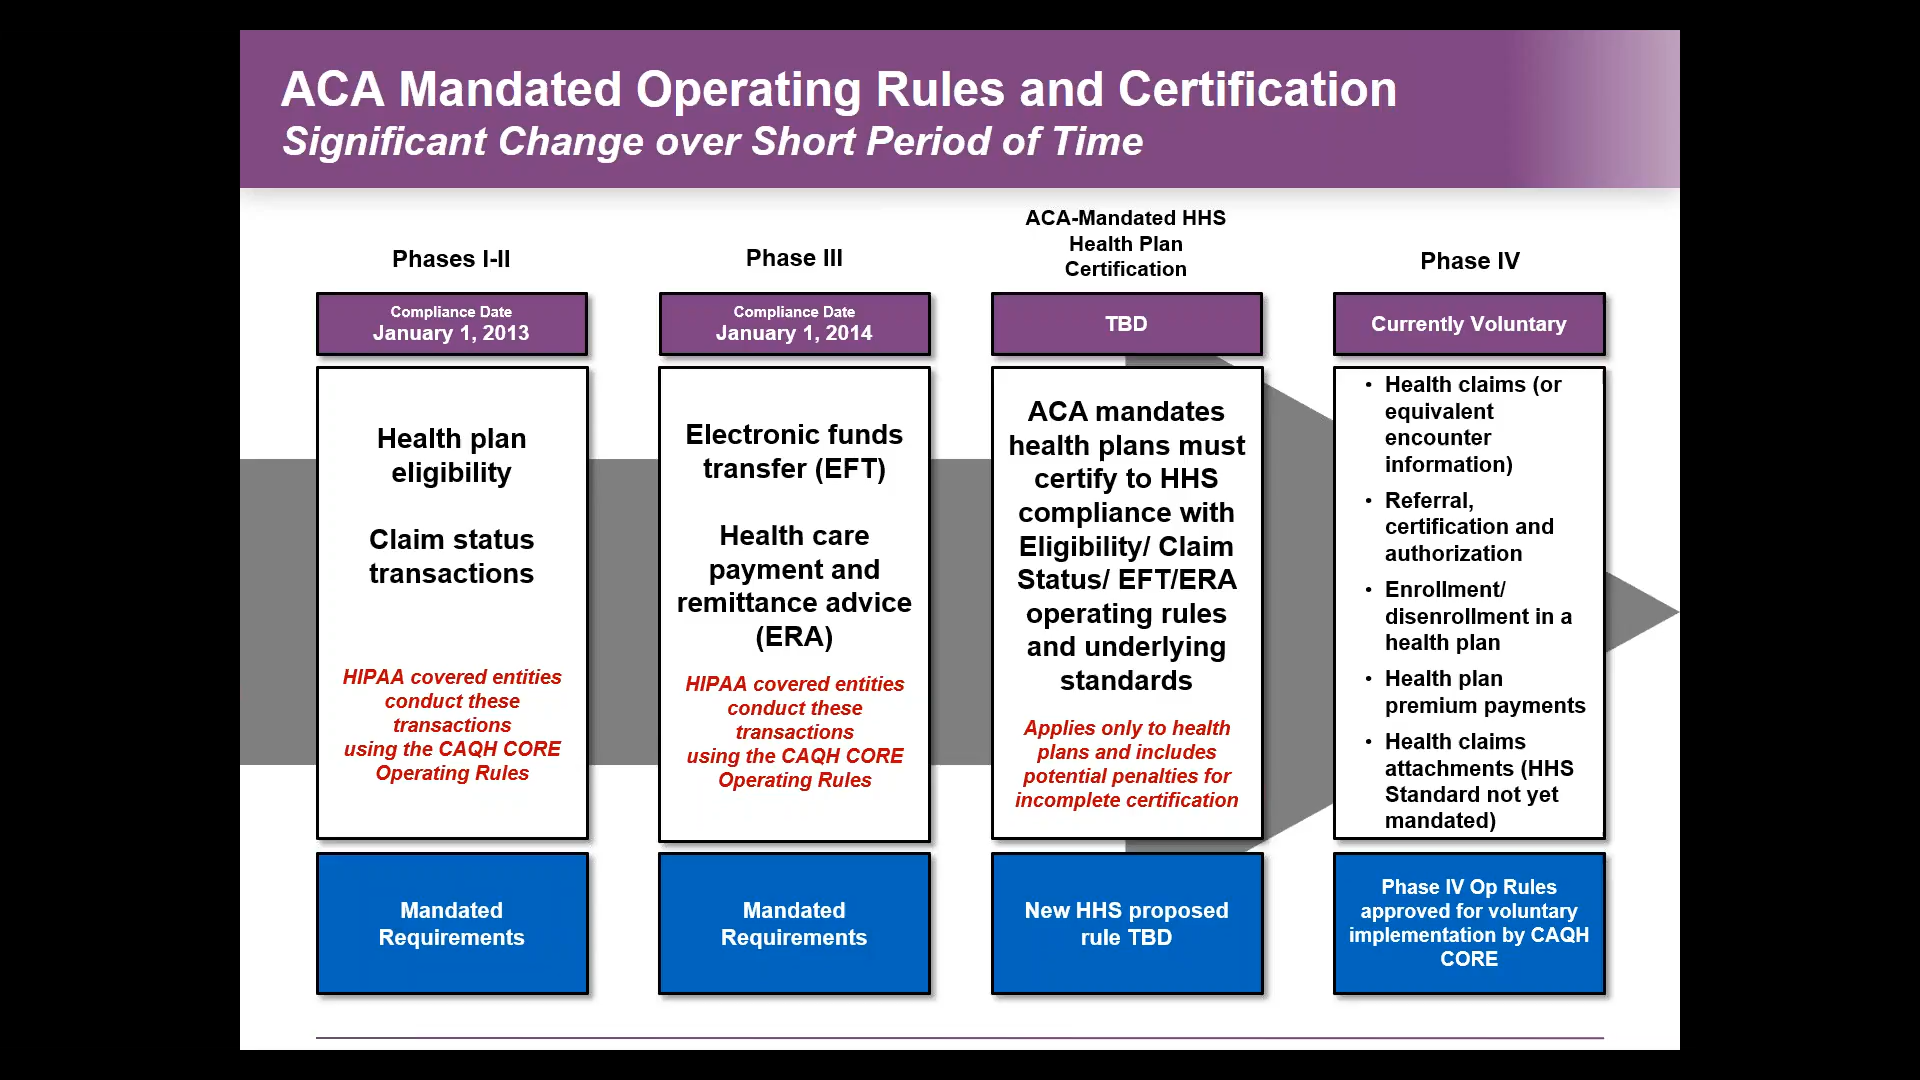 ACA Mandated Operating Rules and Certification
Significant Change over Short Period of Time
Phases I-II
Compliance Date
January 1, 2013
Health plan
eligibility
Claim status
transactions
HIPAA covered entities
conduct these
transactions
using the CAQH CORE
Operating Rules
Mandated
Requirements
Phase III
Compliance Date
January 1, 2014
Electronic funds
transfer (EFT)
Health care
payment and
remittance advice
(ERA)
HIPAA covered entities
conduct these
transactions
using the CAQH CORE
Operating Rules
Mandated
Requirements
ACA-Mandated HHS
Health Plan
Certification
TBD
ACA mandates
health plans must
certify to HHS
compliance with
Eligibility/ Claim
Status/ EFT/ERA
operating rules
and underlying
standards
Applies only to health
plans and includes
potential penalties for
incomplete certification
New HHS proposed
rule TBD
Phase IV
Currently Voluntary
• Health claims (or
equivalent
encounter
information)
• Referral,
certification and
authorization
• Enrollment/
disenrollment in a
health plan
• Health plan
premium payments
• Health claims
attachments (HHS
Standard not yet
mandated)
Phase IV Op Rules
approved for voluntary
implementation by CAQH
CORE